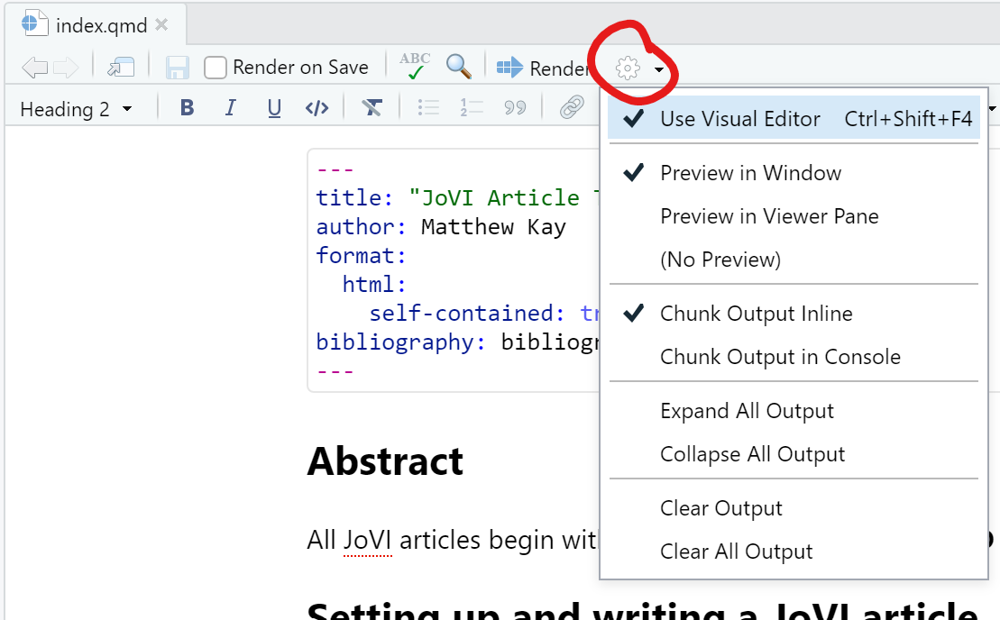 index.qmd
Render on Save ABC Render
Heading 2 B I U </>
Use Visual Editor Ctrl+Shift+F4
Preview in Window
Preview in Viewer Pane
(No Preview)
Chunk Output Inline
Chunk Output in Console
Expand All Output
Collapse All Output
Clear Output
Clear All Output
---
title: "JoVI Article
author: Matthew Kay
format:
html:
self-contained:
bibliography:
---
Abstract
All JoVI articles begin
Setting up and writing a JoVI article